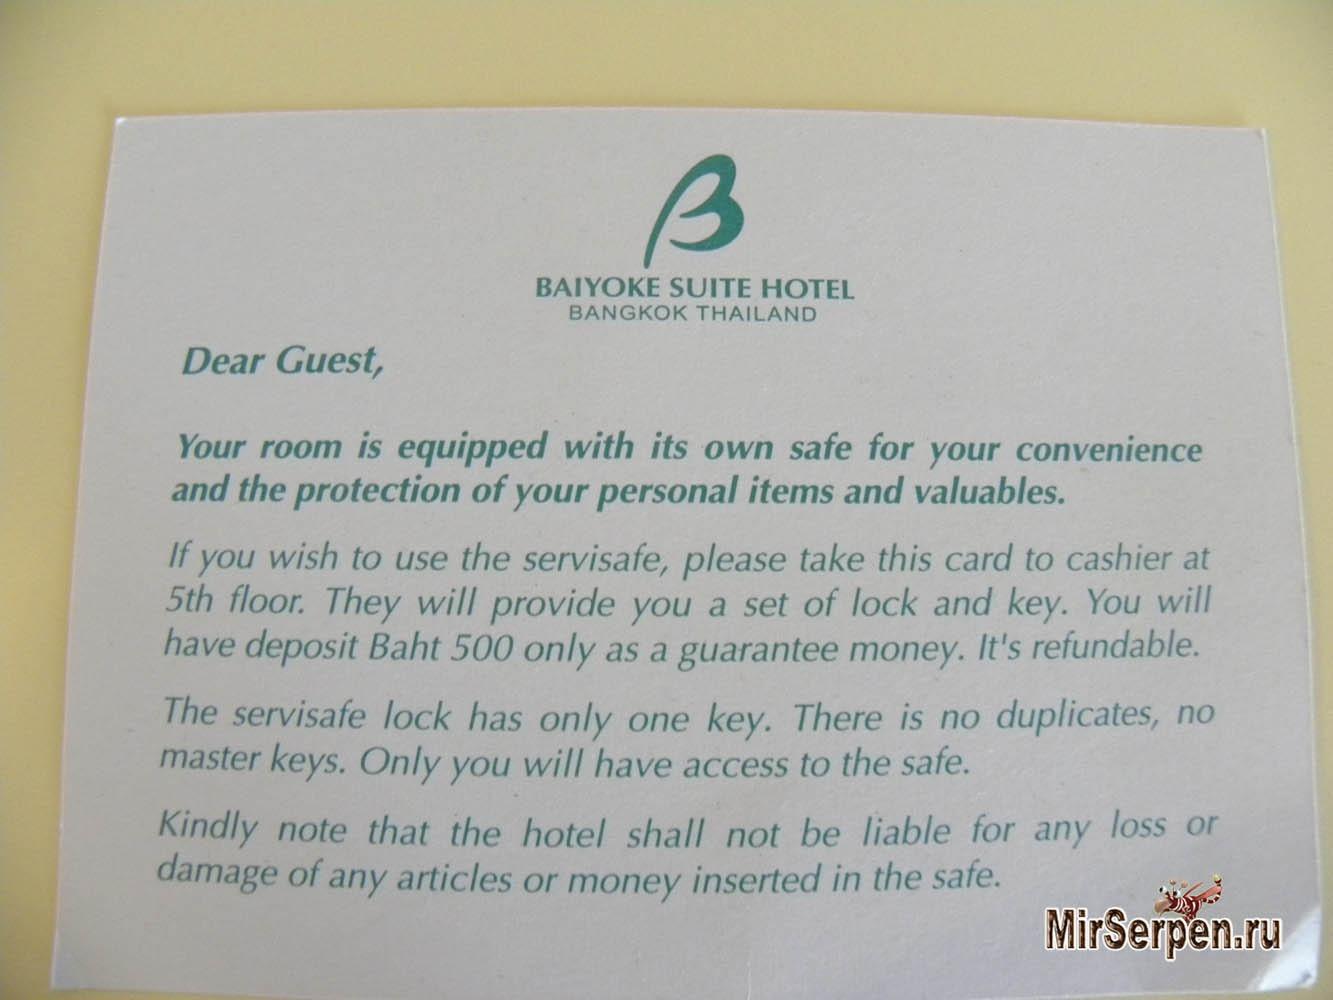 BAIYOKE SUITE HOTEL
BANGKOK THAILAND
Dear Guest,
Your room is equipped with its own safe for your convenience
and the protection of your personal items and valuables.
If you wish to use the servisafe, please take this card to cashier at
5th floor. They will provide you a set of lock and key. You will
have deposit Baht 500 only as a guarantee money. It's refundable.
The servisafe lock has only one key. There is no duplicates, no
master keys. Only you will have access to the safe.
Kindly note that the hotel shall not be liable for any loss or
damage of any articles or money inserted in the safe.
MirSerpen.ru